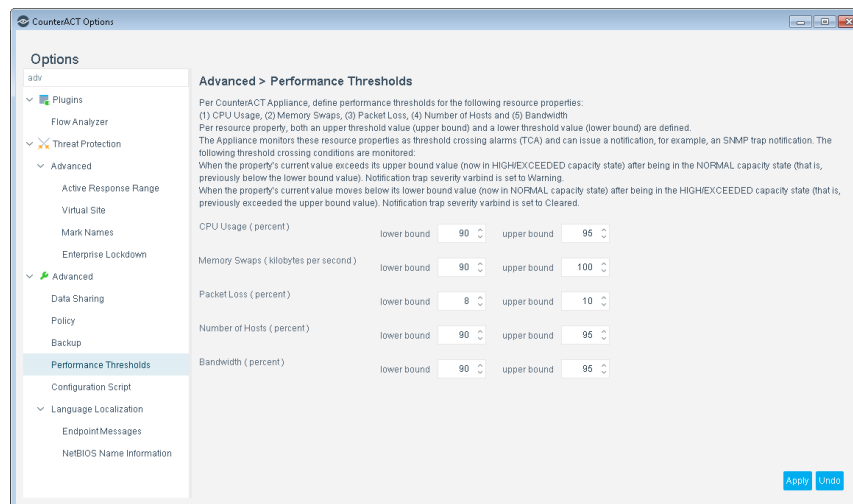 CounterACT Options
Options
adv
Plugins
Flow Analyzer
Threat Protection
Advanced
Active Response Range
Virtual Site
Mark Names
Enterprise Lockdown
Advanced
Data Sharing
Policy
Backup
Performance Thresholds
Configuration Script
Language Localization
Endpoint Messages
NetBIOS Name Information
Advanced > Performance Thresholds
Per CounterACT Appliance, define performance thresholds for the following resource properties:
(1) CPU Usage, (2) Memory Swaps, (3) Packet Loss, (4) Number of Hosts and (5) Bandwidth
Per resource property, both an upper threshold value (upper bound) and a lower threshold value (lower bound) are defined.
The Appliance monitors these resource properties as threshold crossing alarms (TCA) and can issue a notification, for example, an SNMP trap notification. The
following threshold crossing conditions are monitored:
When the property's current value exceeds its upper bound value (now in HIGH/EXCEEDED capacity state) after being in the NORMAL capacity state (that is,
previously below the lower bound value). Notification trap severity varbind is set to Warning.
When the property's current value moves below its lower bound value (now in NORMAL capacity state) after being in the HIGH/EXCEEDED capacity state (that is,
previously exceeded the upper bound value). Notification trap severity varbind is set to Cleared.
CPU Usage ( percent ) lower bound 90 upper bound 95
Memory Swaps ( kilobytes per second ) lower bound 90 upper bound 100
Packet Loss ( percent ) lower bound 8 upper bound 10
Number of Hosts ( percent ) lower bound 90 upper bound 95
Bandwidth ( percent ) lower bound 90 upper bound 95
Apply Undo